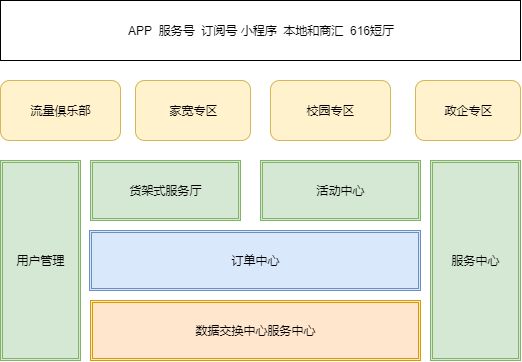 APP 服务号 订阅号 小程序 本地和商汇 616短厅
流量俱乐部 家宽专区 校园专区 政企专区
货架式服务厅 活动中心
用户管理 订单中心 服务中心
数据交换中心服务中心